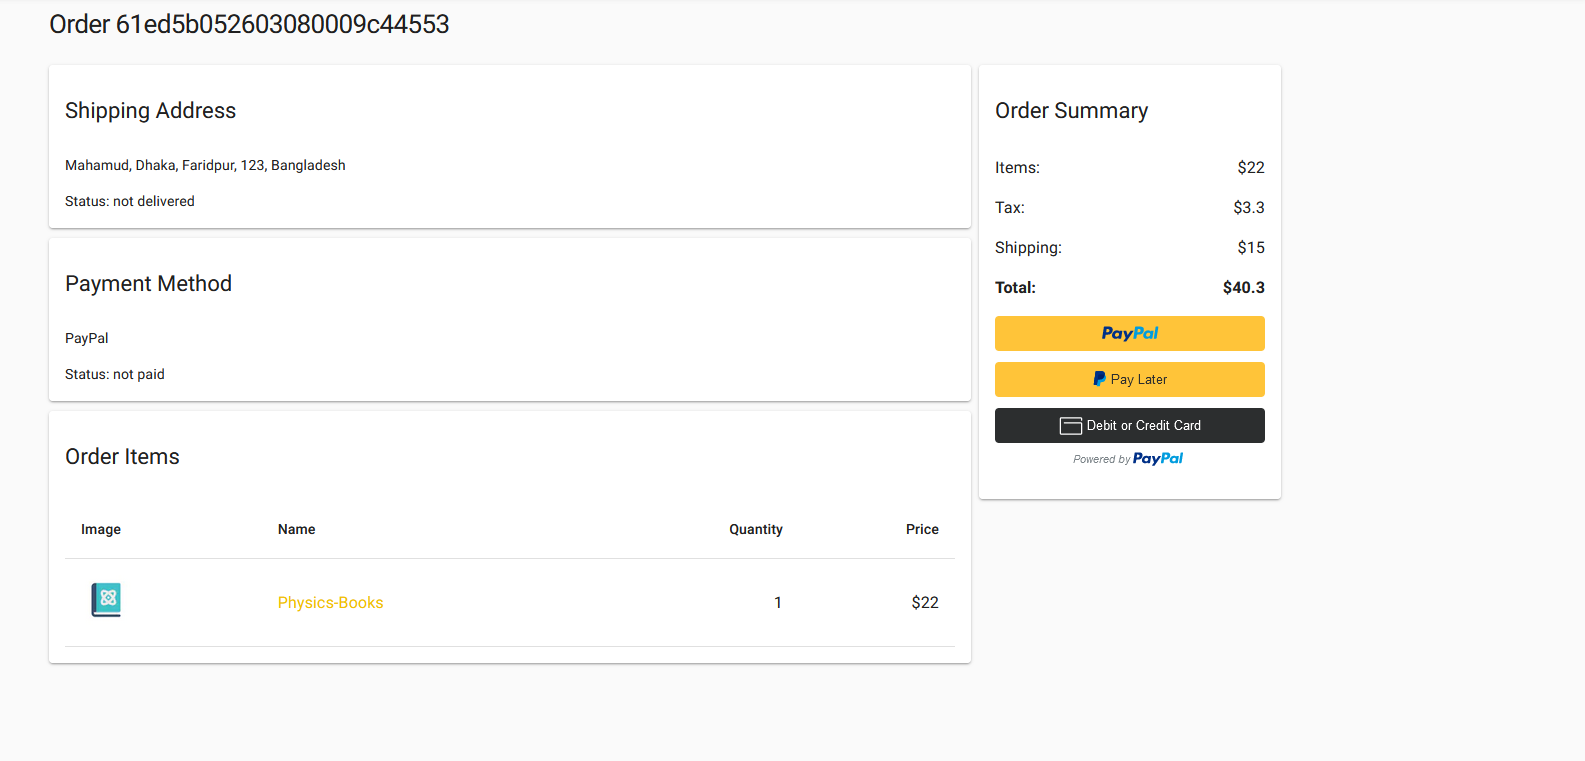 Order 61ed5b052603080009c44553
Shipping Address
Mahamud, Dhaka, Faridpur, 123, Bangladesh
Status: not delivered
Payment Method
PayPal
Status: not paid
Order Items
Image Name Quantity Price
Physics-Books 1 $22
Order Summary
Items: $22
Tax: $3.3
Shipping: $15
Total: $40.3
PayPal
Pay Later
Debit or Credit Card
Powered by PayPal